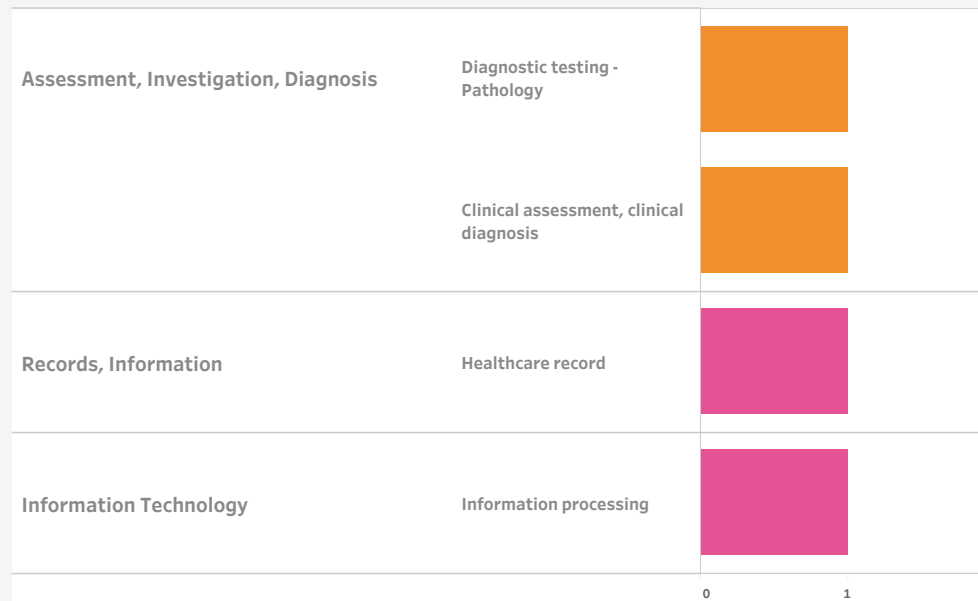 Assessment, Investigation, Diagnosis
Diagnostic testing -
Pathology
Clinical assessment, clinical
diagnosis
Records, Information
Healthcare record
Information Technology
Information processing
0 1